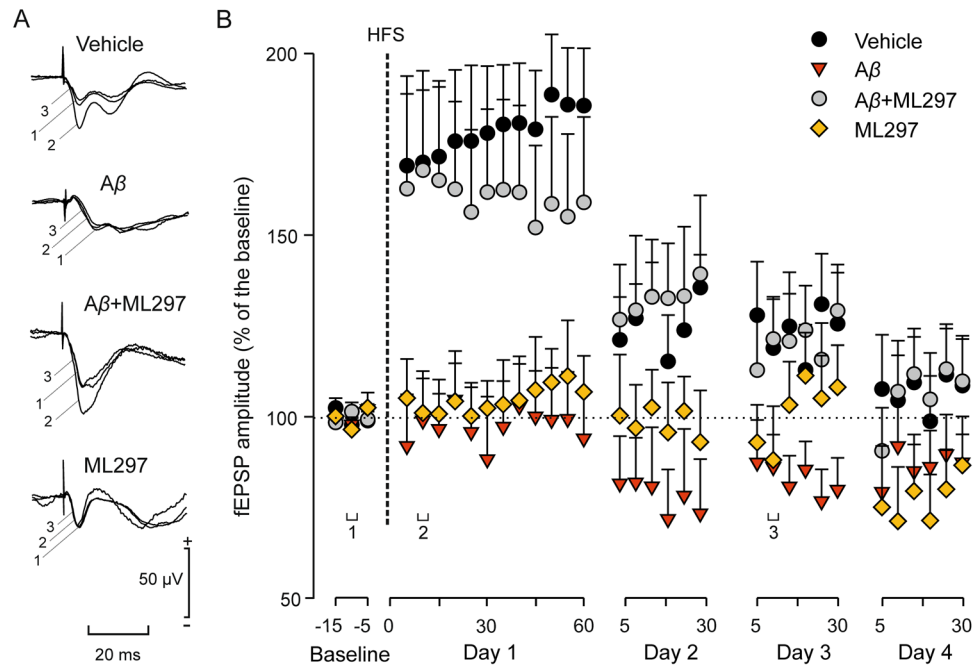 A
Vehicle
3
1
2
Aβ
3
2
1
Aβ+ML297
3
1
2
ML297
3
2
1
+
50 µV
-
20 ms
B
HFS
Vehicle
Aβ
Aβ+ML297
ML297
fEPSP amplitude (% of the baseline)
200
150
100
50
1
2
3
-15 -5 0 30 60 5 30 5 30 5 30
Baseline Day 1 Day 2 Day 3 Day 4